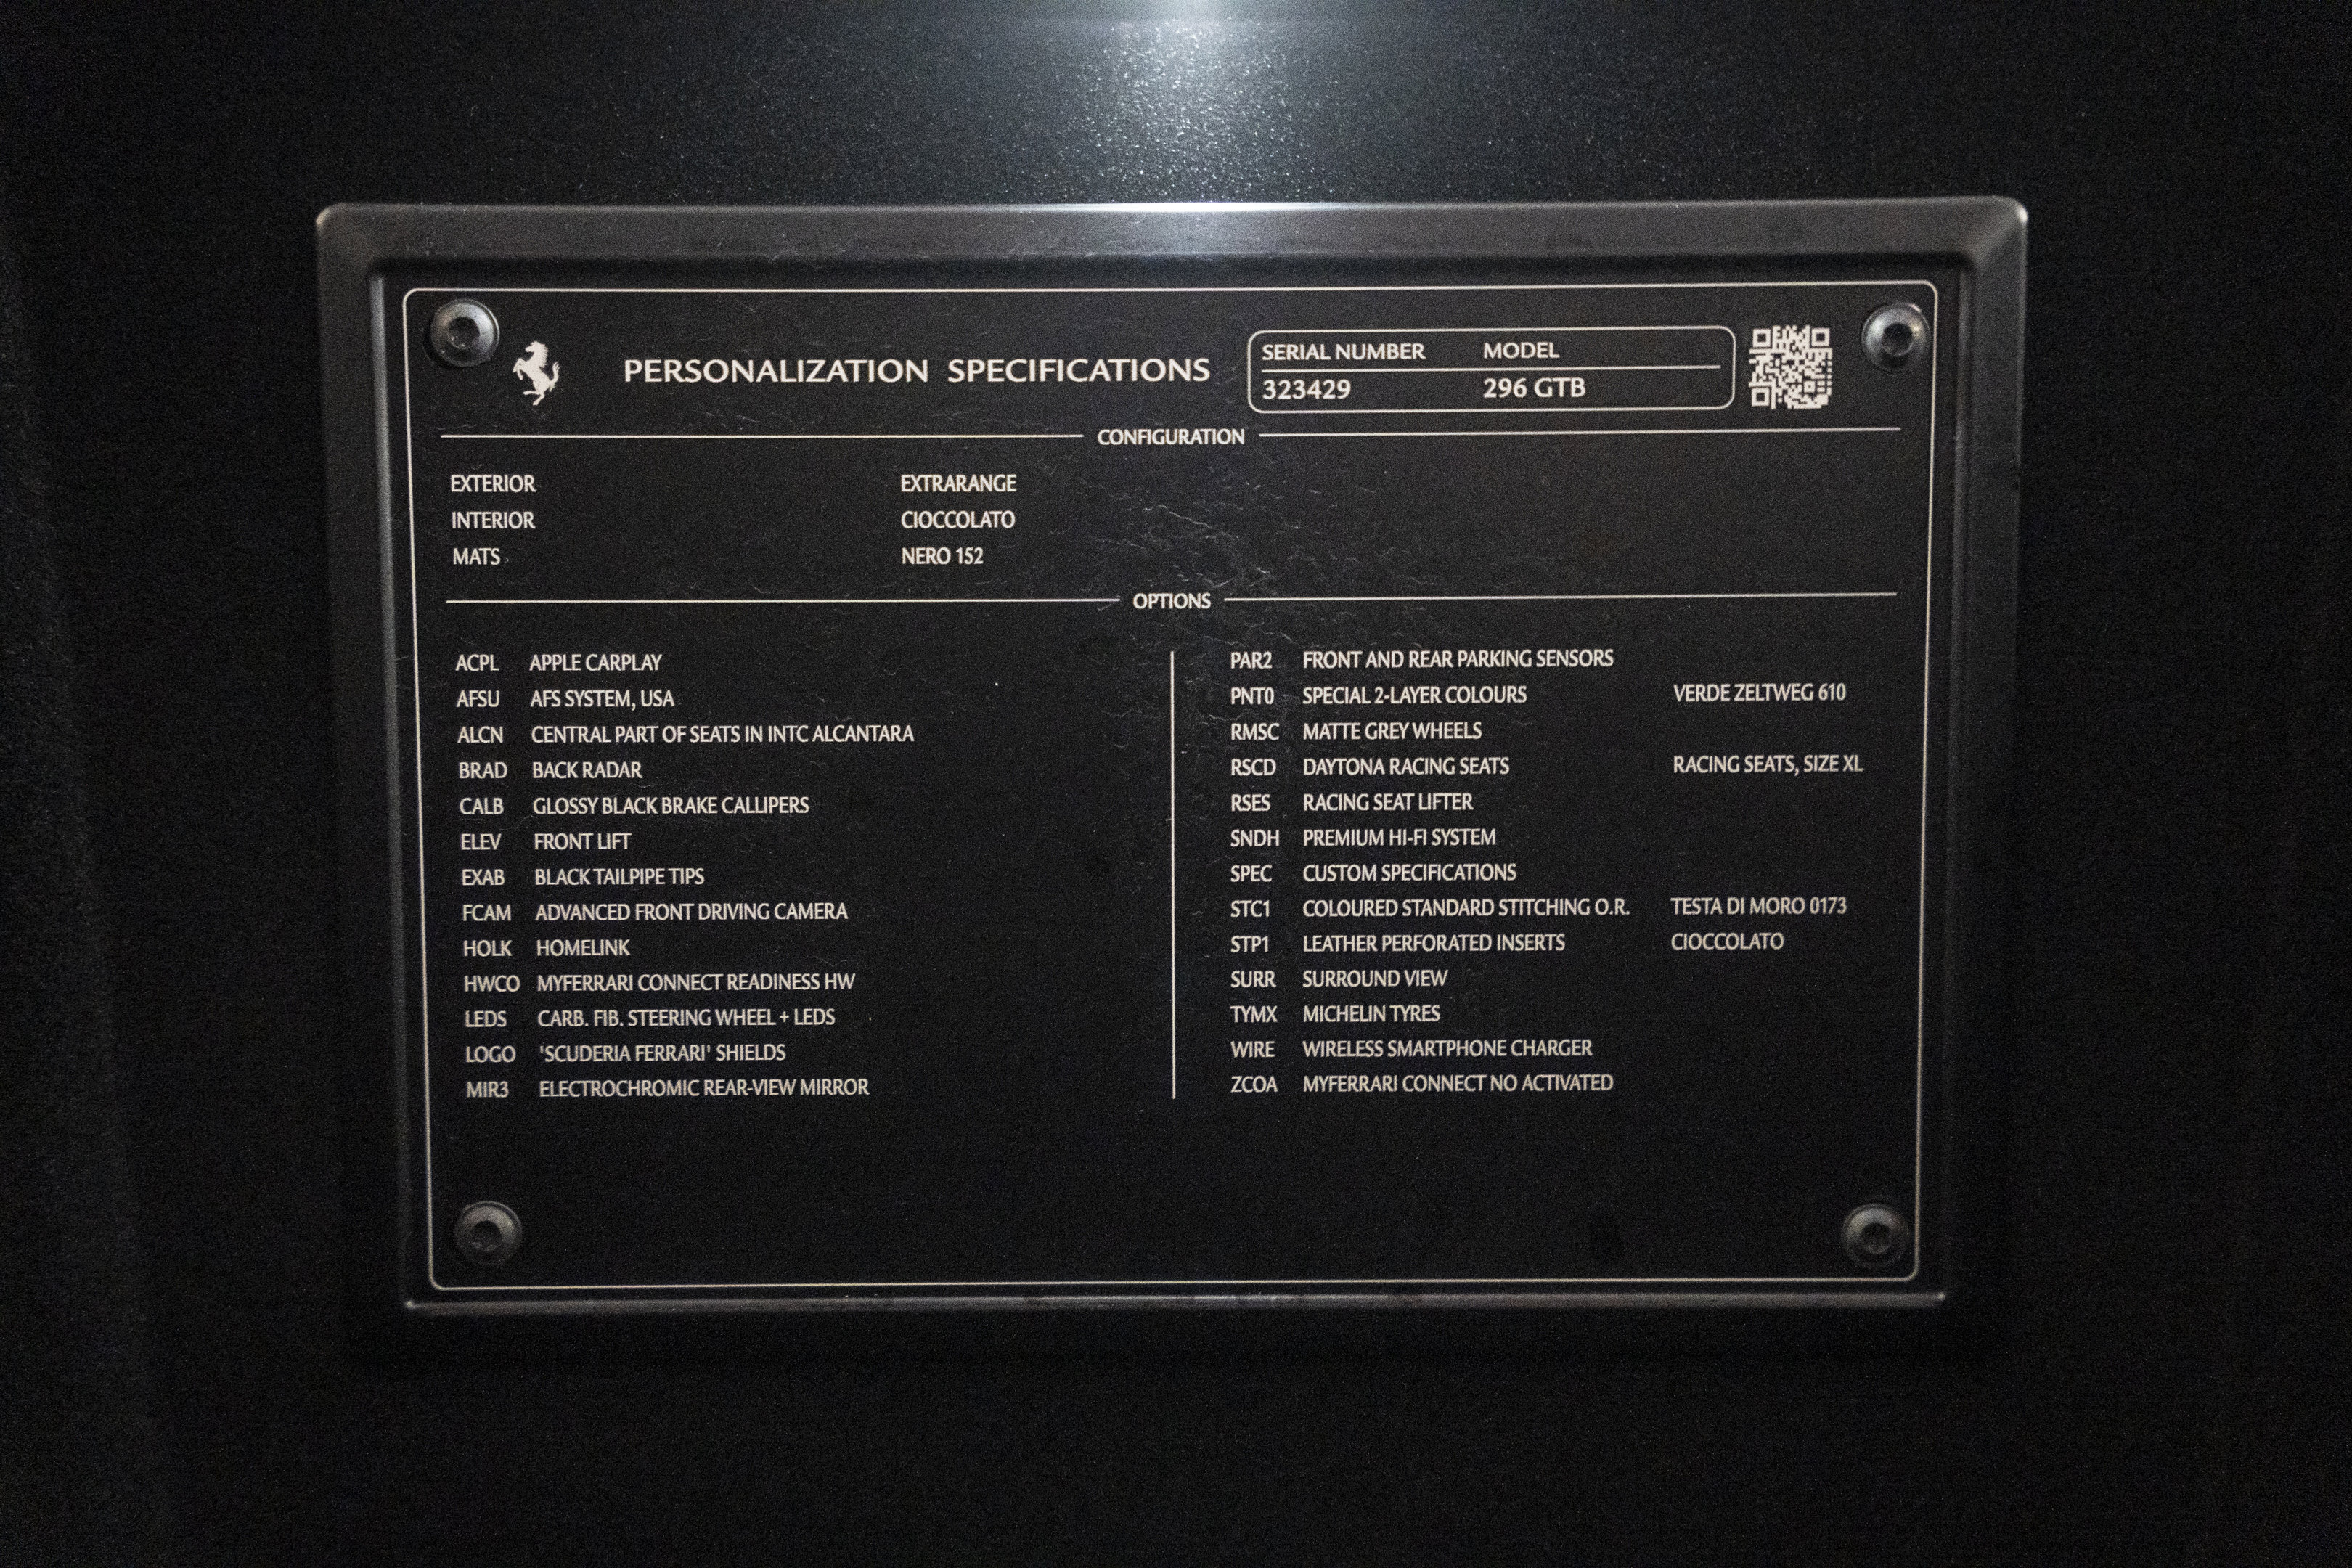 PERSONALIZATION SPECIFICATIONS
SERIAL NUMBER MODEL
323429 296 GTB
CONFIGURATION
EXTERIOR EXTRARANGE
INTERIOR CIOCCOLATO
MATS NERO 152
OPTIONS
ACPL APPLE CARPLAY
AFSU AFS SYSTEM, USA
ALCN CENTRAL PART OF SEATS IN INTC ALCANTARA
BRAD BACK RADAR
CALB GLOSSY BLACK BRAKE CALLIPERS
ELEV FRONT LIFT
EXAB BLACK TAILPIPE TIPS
FCAM ADVANCED FRONT DRIVING CAMERA
HOLK HOMELINK
HWCO MYFERRARI CONNECT READINESS HW
LEDS CARB. FIB. STEERING WHEEL + LEDS
LOGO 'SCUDERIA FERRARI' SHIELDS
MIR3 ELECTROCHROMIC REAR-VIEW MIRROR
PAR2 FRONT AND REAR PARKING SENSORS
PNT0 SPECIAL 2-LAYER COLOURS VERDE ZELTWEG 610
RMSC MATTE GREY WHEELS
RSCD DAYTONA RACING SEATS RACING SEATS, SIZE XL
RSES RACING SEAT LIFTER
SNDH PREMIUM HI-FI SYSTEM
SPEC CUSTOM SPECIFICATIONS
STC1 COLOURED STANDARD STITCHING O.R. TESTA DI MORO 0173
STP1 LEATHER PERFORATED INSERTS CIOCCOLATO
SURR SURROUND VIEW
TYMX MICHELIN TYRES
WIRE WIRELESS SMARTPHONE CHARGER
ZCOA MYFERRARI CONNECT NO ACTIVATED